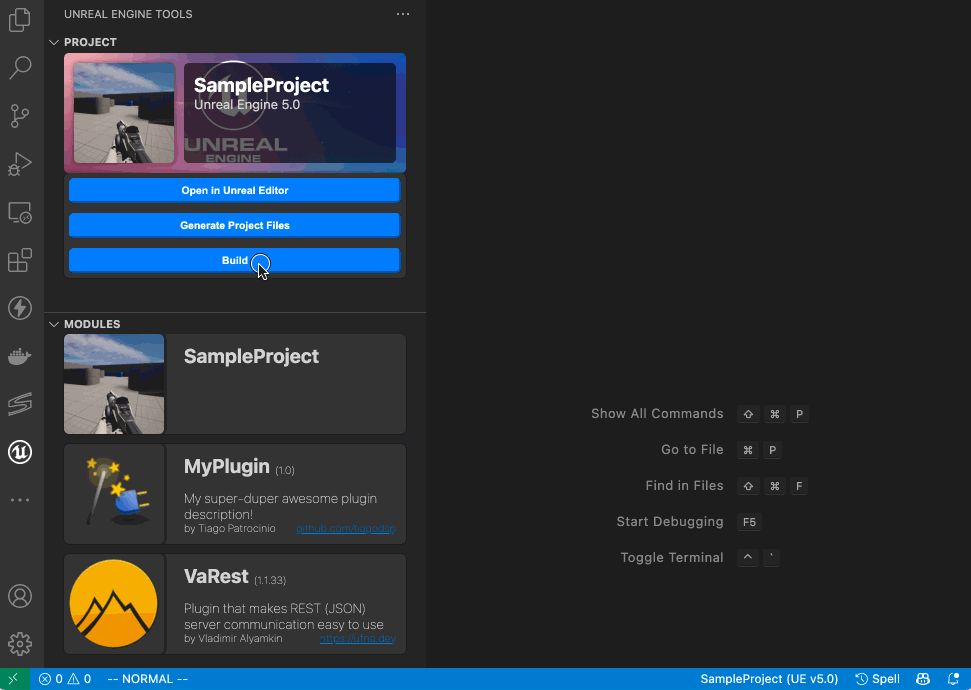 UNREAL ENGINE TOOLS
PROJECT
SampleProject
Unreal Engine 5.0
UNREAL
ENGINE
Open in Unreal Editor
Generate Project Files
Build
MODULES
SampleProject
MyPlugin (1.0)
My super-duper awesome plugin
description!
by Tiago Patrocinio github.com/tiagodsp
VaRest (1.1.33)
Plugin that makes REST (JSON)
server communication easy to use
by Vladimir Alyamkin https://ufna.dev
Show All Commands ⇧ ⌘ P
Go to File ⌘ P
Find in Files ⇧ ⌘ F
Start Debugging F5
Toggle Terminal ^ `
0 0 -- NORMAL -- SampleProject (UE v5.0) Spell